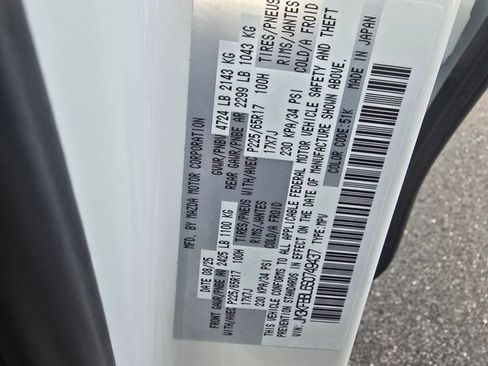 MFD. BY MAZDA MOTOR CORPORATION
DATE 08/25 GVWR/PNBV 4724 LB 2143 KG
FRONT GAWR/PNBE AV 2425 LB 1100 KG REAR GAWR/PNBE AR 2299 LB 1043 KG
WITH/AVEC P225/65R17 100H TIRES/PNEUS WITH/AVEC P225/65R17 100H TIRES/PNEUS
17X7J RIMS/JANTES 17X7J RIMS/JANTES
230 KPA/34 PSI COLD/A FROID 230 KPA/34 PSI COLD/A FROID
THIS VEHICLE CONFORMS TO ALL APPLICABLE FEDERAL MOTOR VEHICLE SAFETY AND THEFT
PREVENTION STANDARDS IN EFFECT ON THE DATE OF MANUFACTURE SHOWN ABOVE.
VIN: TYPE: MPV COLOR CODE: 51K MADE IN JAPAN